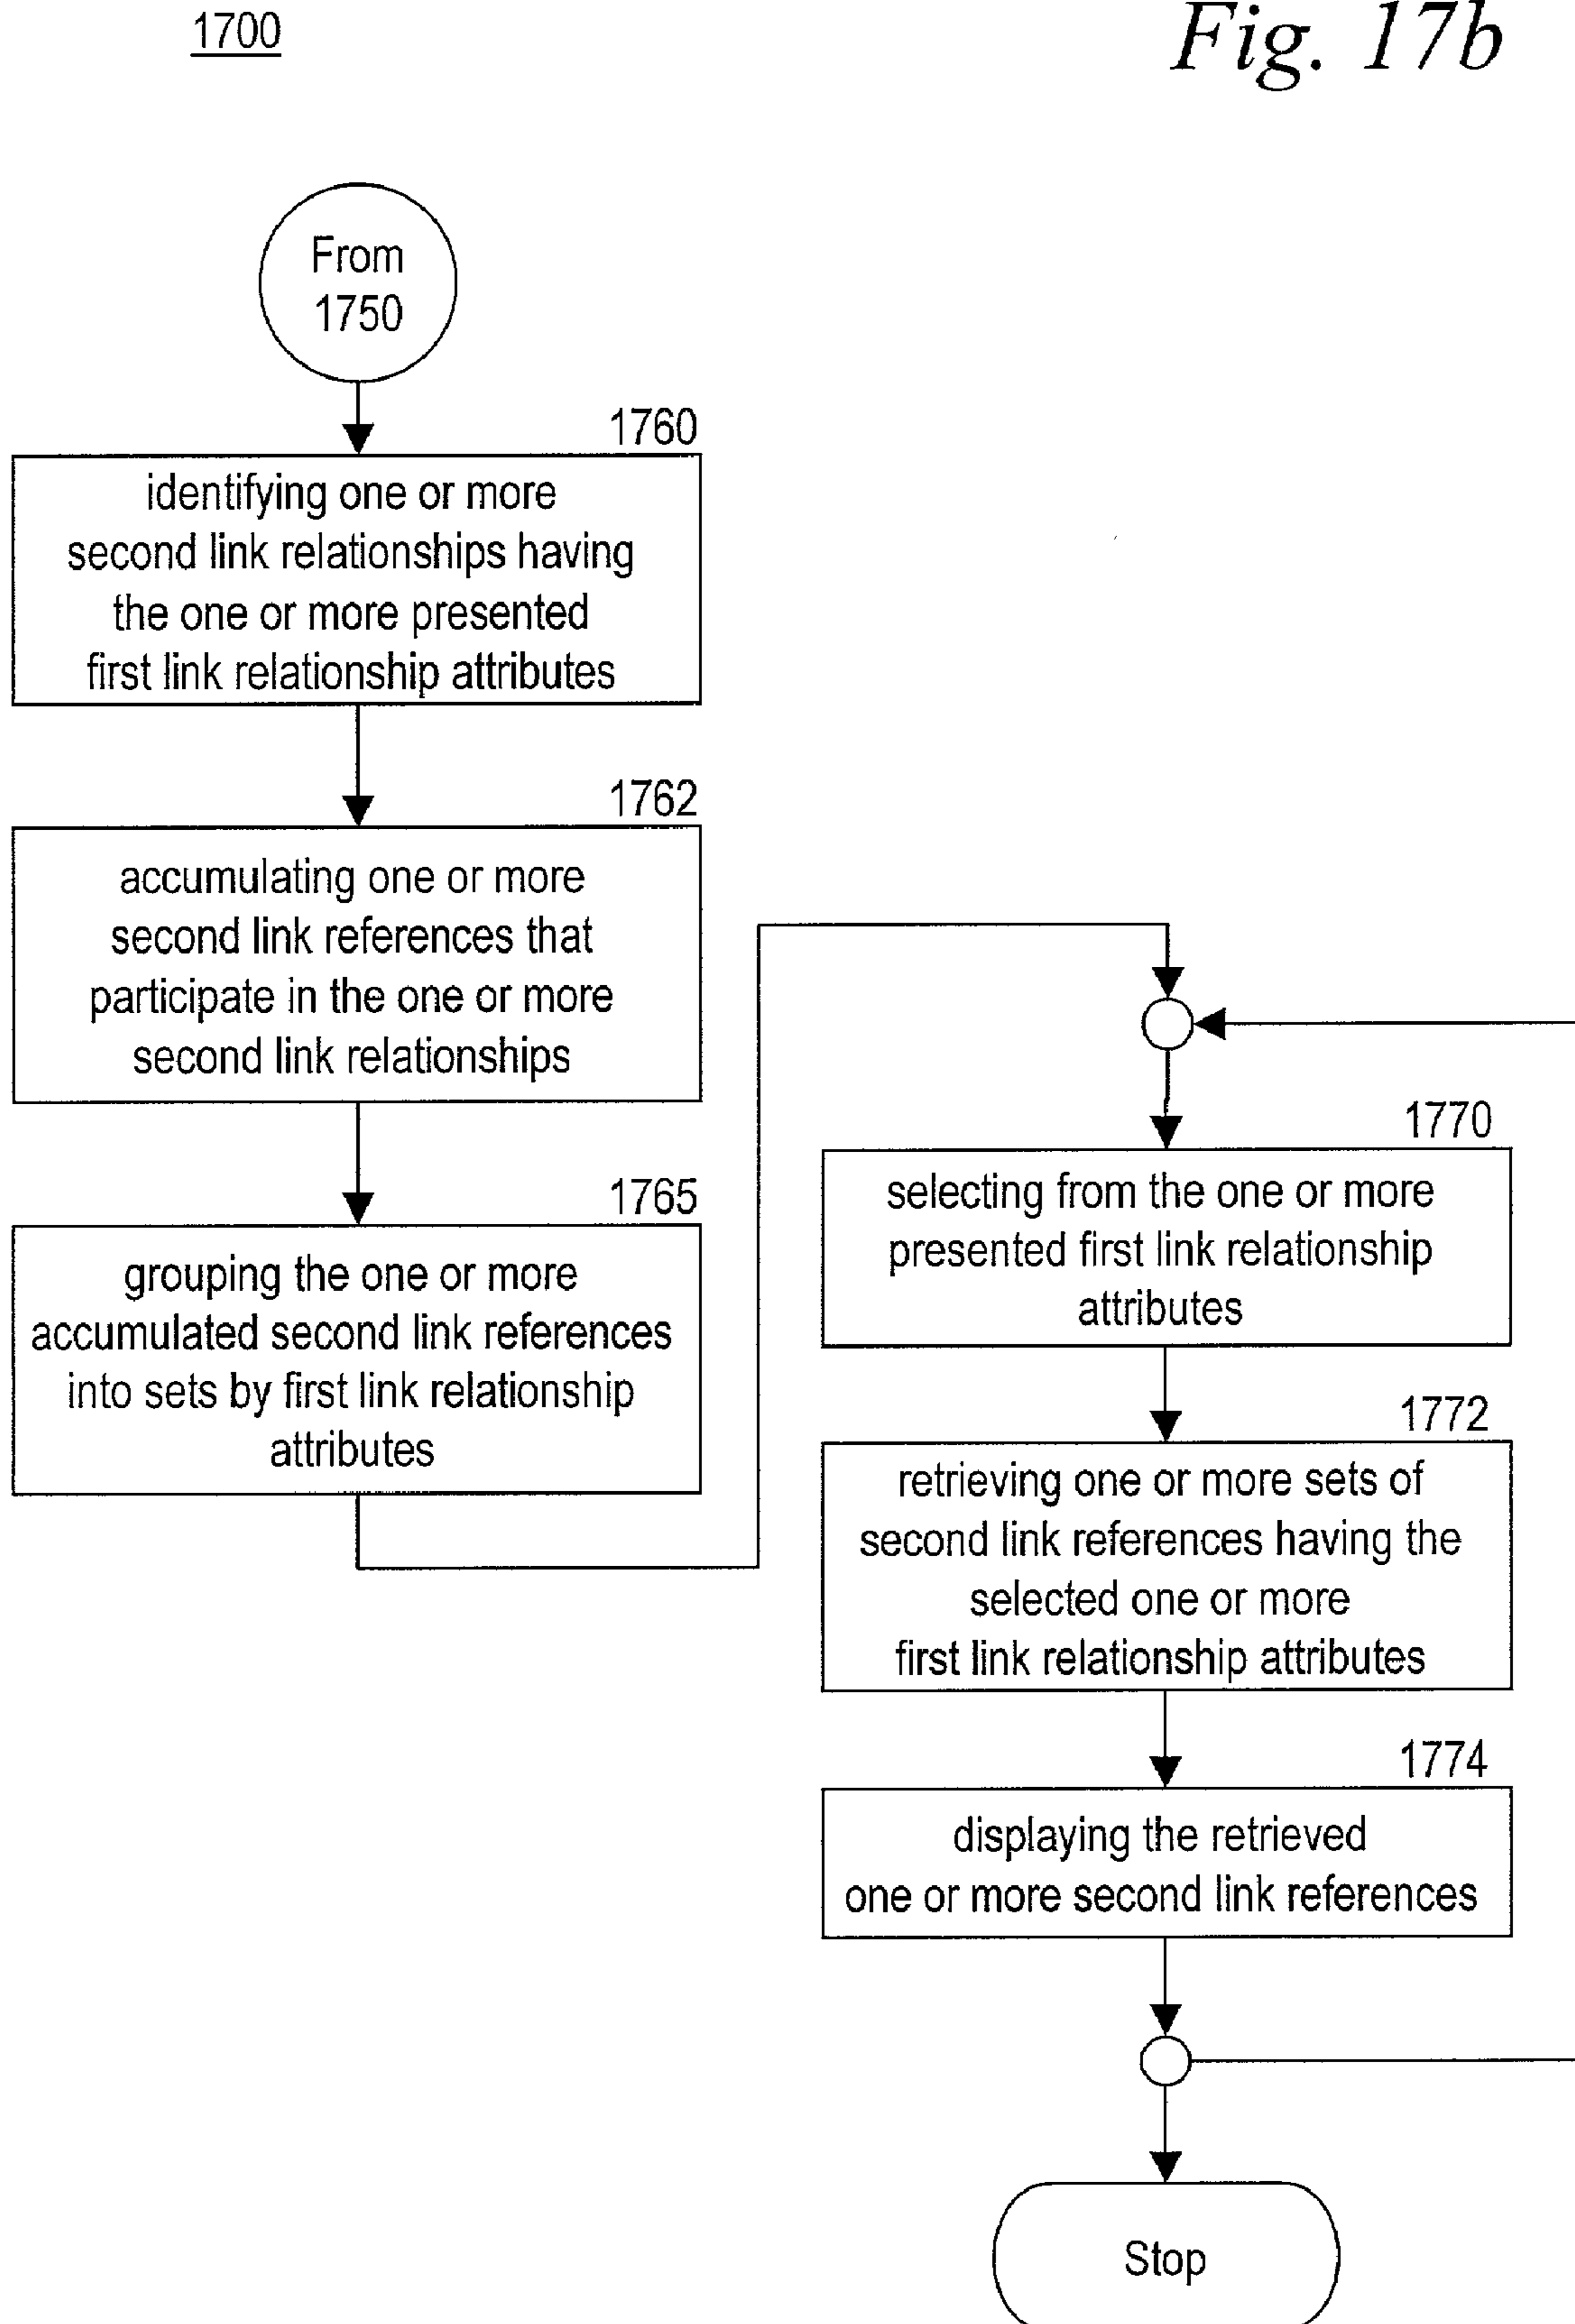 1700
Fig. 17b
From
1750
1760
identifying one or more
second link relationships having
the one or more presented
first link relationship attributes
1762
accumulating one or more
second link references that
participate in the one or more
second link relationships
1765
grouping the one or more
accumulated second link references
into sets by first link relationship
attributes
1770
selecting from the one or more
presented first link relationship
attributes
1772
retrieving one or more sets of
second link references having the
selected one or more
first link relationship attributes
1774
displaying the retrieved
one or more second link references
Stop